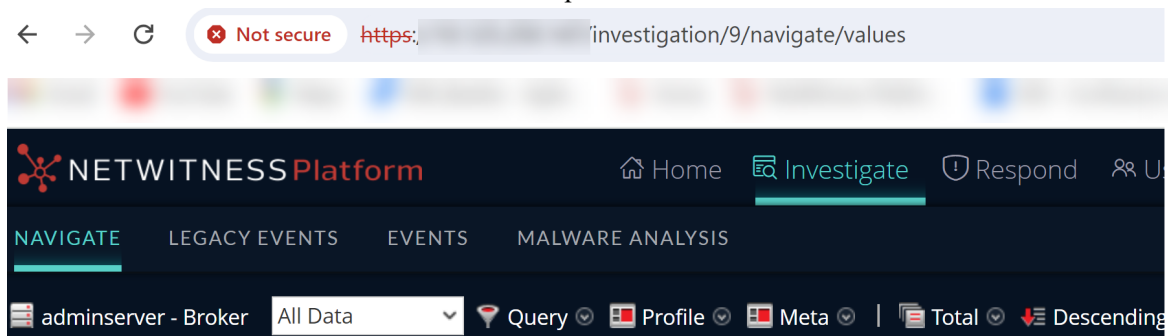 Not secure https:/ /investigation/9/navigate/values
NETWITNESS Platform Home Investigate Respond
NAVIGATE LEGACY EVENTS EVENTS MALWARE ANALYSIS
adminserver - Broker All Data Query Profile Meta | Total Descending